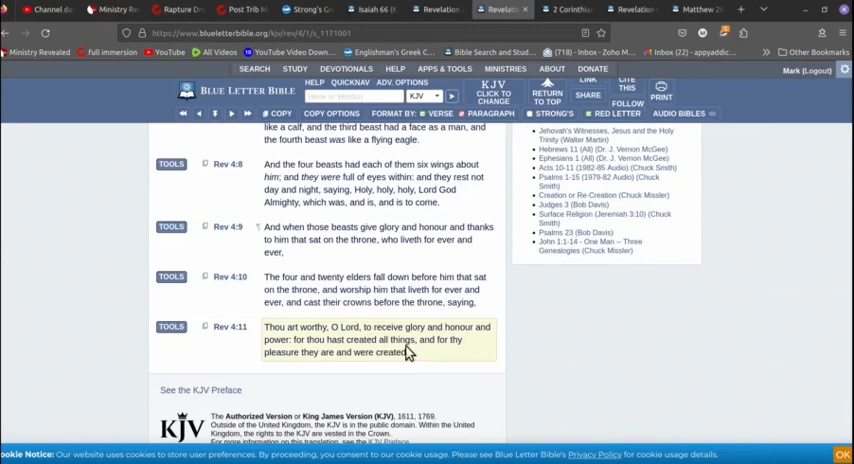 Channel da
Ministry Re
Rapture Dr
Post Trib M
Strong's Gr
Isaiah 66 (K
Revelation
Revelatio
2 Corinthia
Revelation
Matthew 2
https://www.blueletterbible.org/kjv/rev/4/1/s_1171001
Ministry Revealed
full immersion
YouTube
All Videos
YouTube Video Down...
Englishman's Greek C...
Bible Search and Stud...
(718) - Inbox - Zoho M...
Inbox (22) - appyaddic...
Other Bookmarks
SEARCH STUDY DEVOTIONALS HELP APPS & TOOLS MINISTRIES ABOUT DONATE
Mark (Logout)
BLUE LETTER BIBLE
HELP QUICKNAV ADV. OPTIONS
Verse or Word(s)
KJV
KJV
CLICK TO
CHANGE
RETURN
TO TOP
LINK
SHARE
CITE
THIS
FOLLOW
PRINT
COPY COPY OPTIONS FORMAT BY: VERSE PARAGRAPH STRONG'S RED LETTER AUDIO BIBLES
like a calf, and the third beast had a face as a man, and
the fourth beast was like a flying eagle.
TOOLS Rev 4:8 And the four beasts had each of them six wings about
him; and they were full of eyes within: and they rest not
day and night, saying, Holy, holy, holy, Lord God
Almighty, which was, and is, and is to come.
TOOLS Rev 4:9 ¶ And when those beasts give glory and honour and thanks
to him that sat on the throne, who liveth for ever and
ever,
TOOLS Rev 4:10 The four and twenty elders fall down before him that sat
on the throne, and worship him that liveth for ever and
ever, and cast their crowns before the throne, saying,
TOOLS Rev 4:11 Thou art worthy, O Lord, to receive glory and honour and
power: for thou hast created all things, and for thy
pleasure they are and were created
See the KJV Preface
KJV
The Authorized Version or King James Version (KJV), 1611, 1769.
Outside of the United Kingdom, the KJV is in the public domain. Within the United
Kingdom, the rights to the KJV are vested in the Crown.
For more information on this translation, see the KJV Preface.
Jehovah's Witnesses, Jesus and the Holy
Trinity (Walter Martin)
Hebrews 11 (All) (Dr. J. Vernon McGee)
Ephesians 1 (All) (Dr. J. Vernon McGee)
Acts 10-11 (1982-85 Audio) (Chuck Smith)
Psalms 1-15 (1979-82 Audio) (Chuck
Smith)
Creation or Re-Creation (Chuck Missler)
Judges 3 (Bob Davis)
Surface Religion (Jeremiah 3:10) (Chuck
Smith)
Psalms 23 (Bob Davis)
John 1:1-14 - One Man -- Three
Genealogies (Chuck Missler)
ookie Notice: Our website uses cookies to store user preferences. By proceeding, you consent to our cookie usage. Please see Blue Letter Bible's Privacy Policy for cookie usage details.
OK